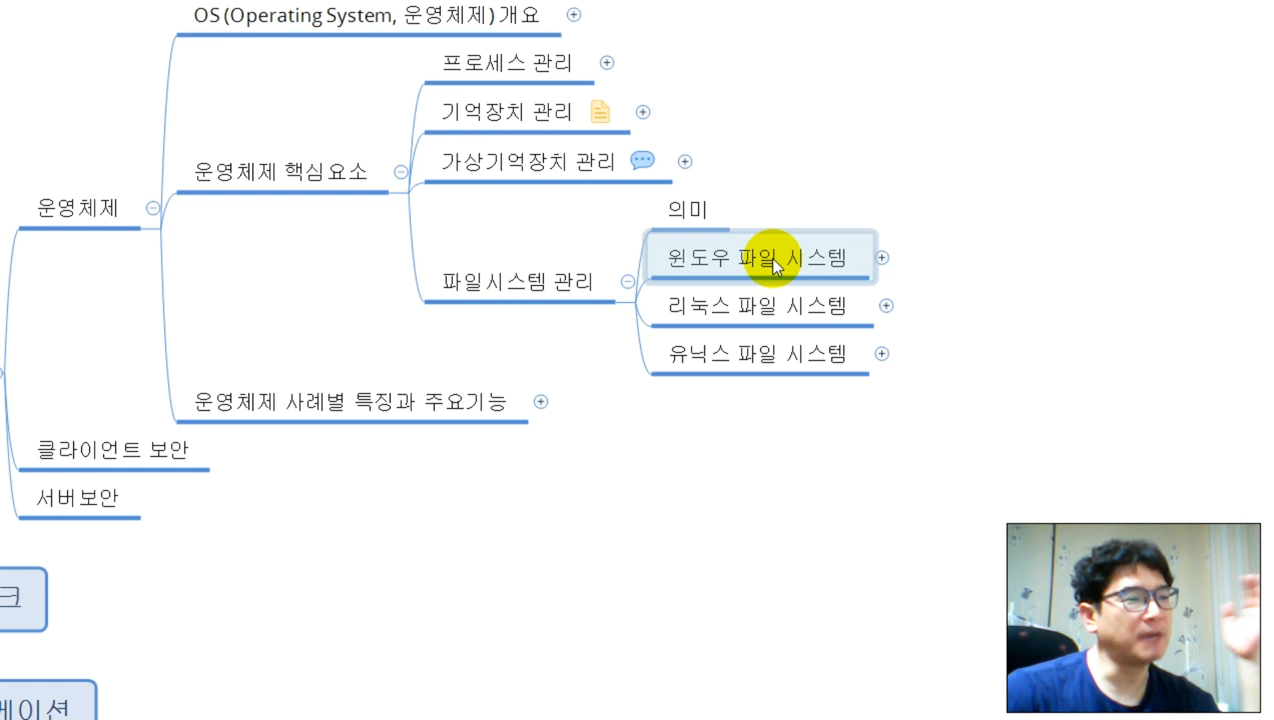 OS(Operating System, 운영체제)개요
프로세스 관리
기억장치 관리
운영체제 핵심요소
가상기억장치 관리
운영체제
의미
윈도우 파일 시스템
파일시스템 관리
리눅스 파일 시스템
유닉스 파일 시스템
운영체제 사례별 특징과 주요기능
클라이언트 보안
서버보안
크
케이션